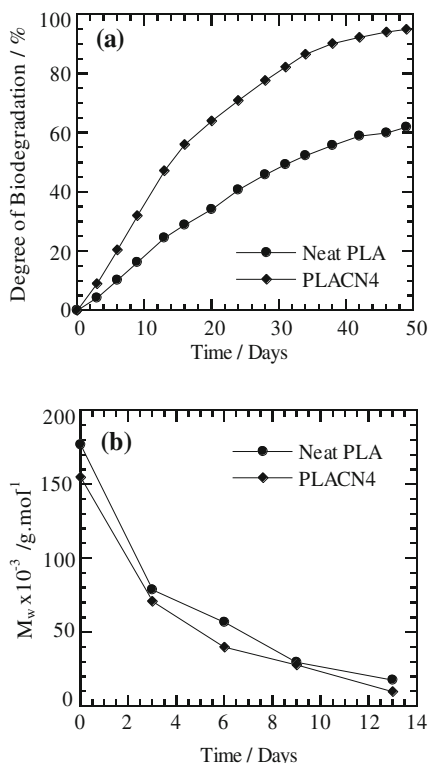 (a)
Degree of Biodegradation / %
100
80
60
40
20
0
Neat PLA
PLACN4
0 10 20 30 40 50
Time / Days
(b)
M_w x10^-3 /g.mol^-1
200
150
100
50
0
Neat PLA
PLACN4
0 2 4 6 8 10 12 14
Time / Days